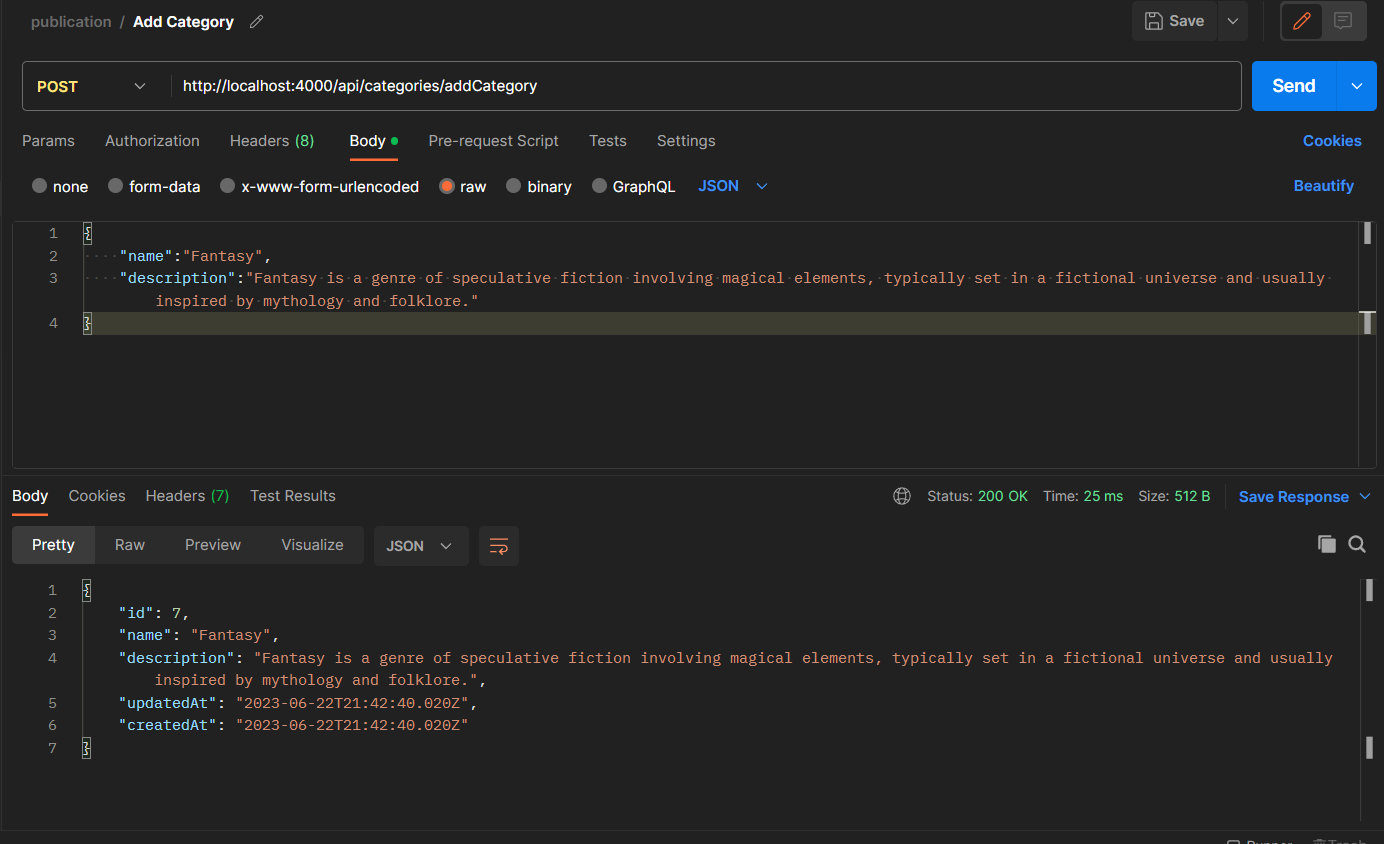 publication / Add Category
Save
POST http://localhost:4000/api/categories/addCategory Send
Params Authorization Headers (8) Body Pre-request Script Tests Settings Cookies
none form-data x-www-form-urlencoded raw binary GraphQL JSON Beautify
1 {
2 "name":"Fantasy",
3 "description":"Fantasy is a genre of speculative fiction involving magical elements, typically set in a fictional universe and usually
inspired by mythology and folklore."
4 }
Body Cookies Headers (7) Test Results Status: 200 OK Time: 25 ms Size: 512 B Save Response
Pretty Raw Preview Visualize JSON
1 {
2 "id": 7,
3 "name": "Fantasy",
4 "description": "Fantasy is a genre of speculative fiction involving magical elements, typically set in a fictional universe and usually
inspired by mythology and folklore.",
5 "updatedAt": "2023-06-22T21:42:40.020Z",
6 "createdAt": "2023-06-22T21:42:40.020Z"
7 }